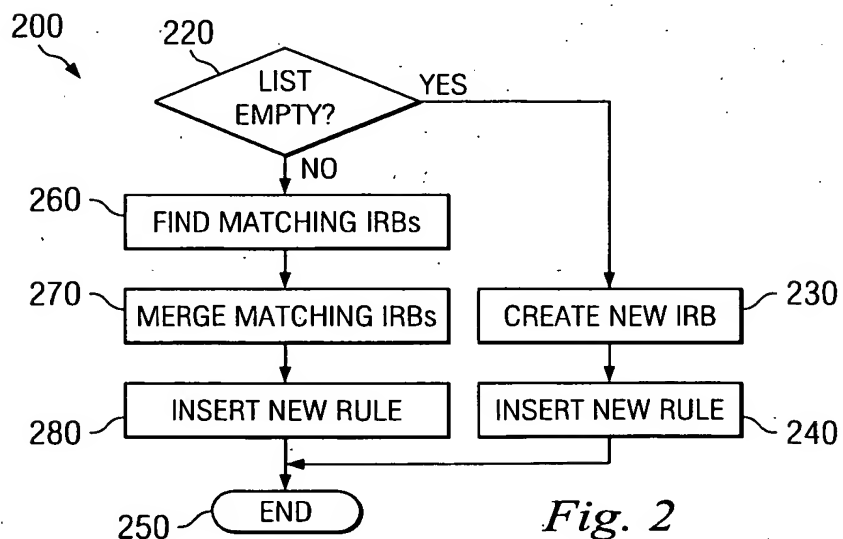 200
220
LIST
EMPTY?
YES
NO
260
FIND MATCHING IRBs
270
MERGE MATCHING IRBs
CREATE NEW IRB
230
280
INSERT NEW RULE
INSERT NEW RULE
240
250
END
Fig. 2